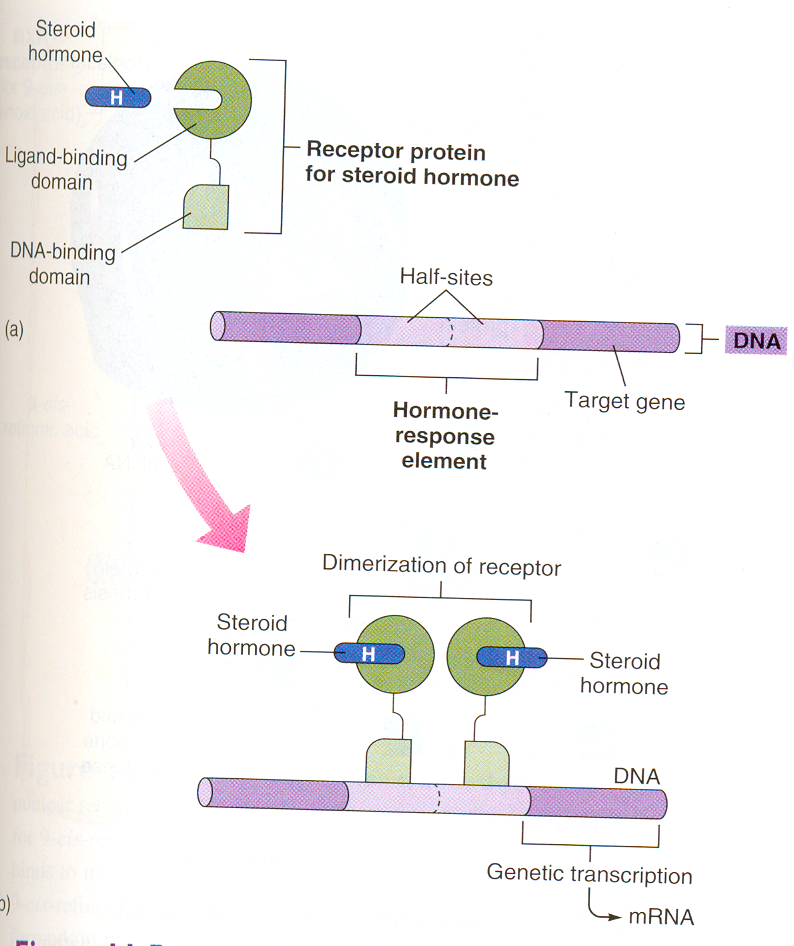 Steroid
hormone
H
Ligand-binding
domain
Receptor protein
for steroid hormone
DNA-binding
domain
Half-sites
(a)
DNA
Target gene
Hormone-
response
element
Dimerization of receptor
Steroid
hormone
H
H
Steroid
hormone
DNA
Genetic transcription
mRNA